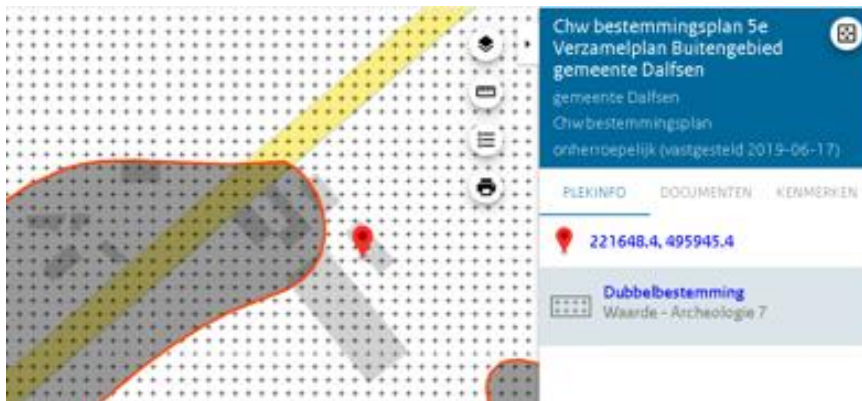 Chw bestemmingsplan 5e
Verzamelplan Buitengebied
gemeente Dalfsen
gemeente Dalfsen
Chw bestemmingsplan
onherroepelijk (vastgesteld 2019-06-17)
PLEKINFO DOCUMENTEN KENMERKEN
221648.4, 495945.4
Dubbelbestemming
Waarde - Archeologie 7